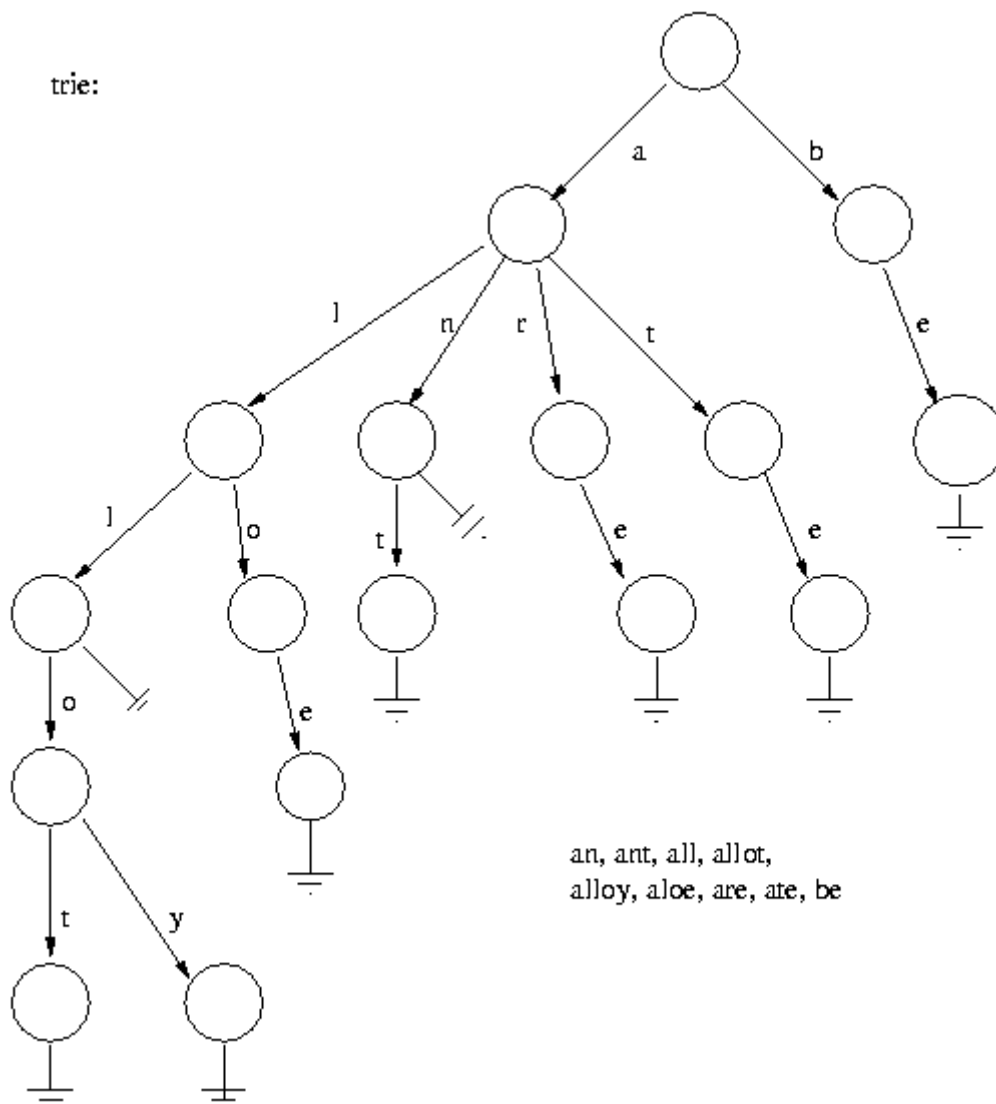 trie:
a
b
l
n
r
t
e
l
o
t
e
e
o
e
t
y
an, ant, all, allot,
alloy, aloe, are, ate, be